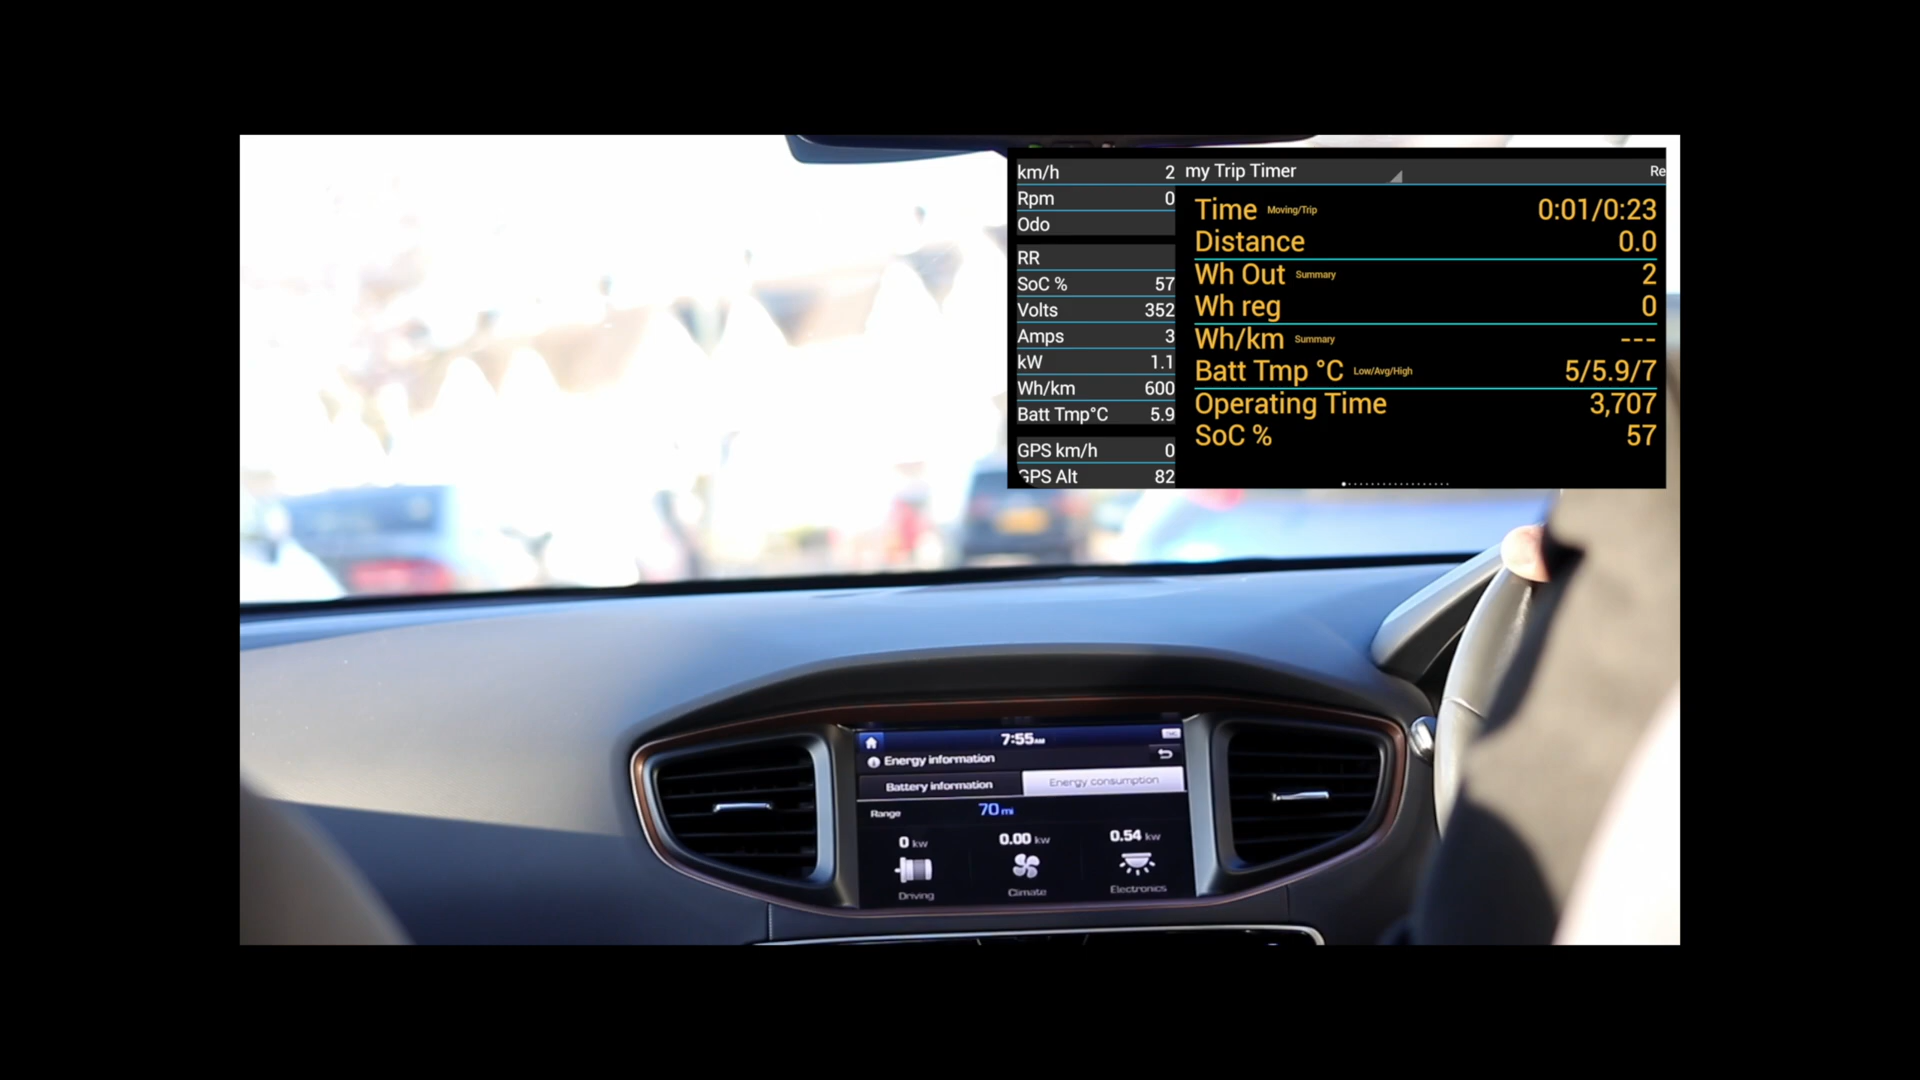 km/h 2
Rpm 0
Odo
RR
SoC % 57
Volts 352
Amps 3
kW 1.1
Wh/km 600
Batt Tmp°C 5.9
GPS km/h 0
GPS Alt 82
my Trip Timer Re
Time Moving/Trip 0:01/0:23
Distance 0.0
Wh Out Summary 2
Wh reg 0
Wh/km Summary ---
Batt Tmp °C Low/Avg/High 5/5.9/7
Operating Time 3,707
SoC % 57
7:55AM
Energy information
Battery information Energy consumption
Range 70 mi
0 kw 0.00 kw 0.54 kw
Driving Climate Electronics